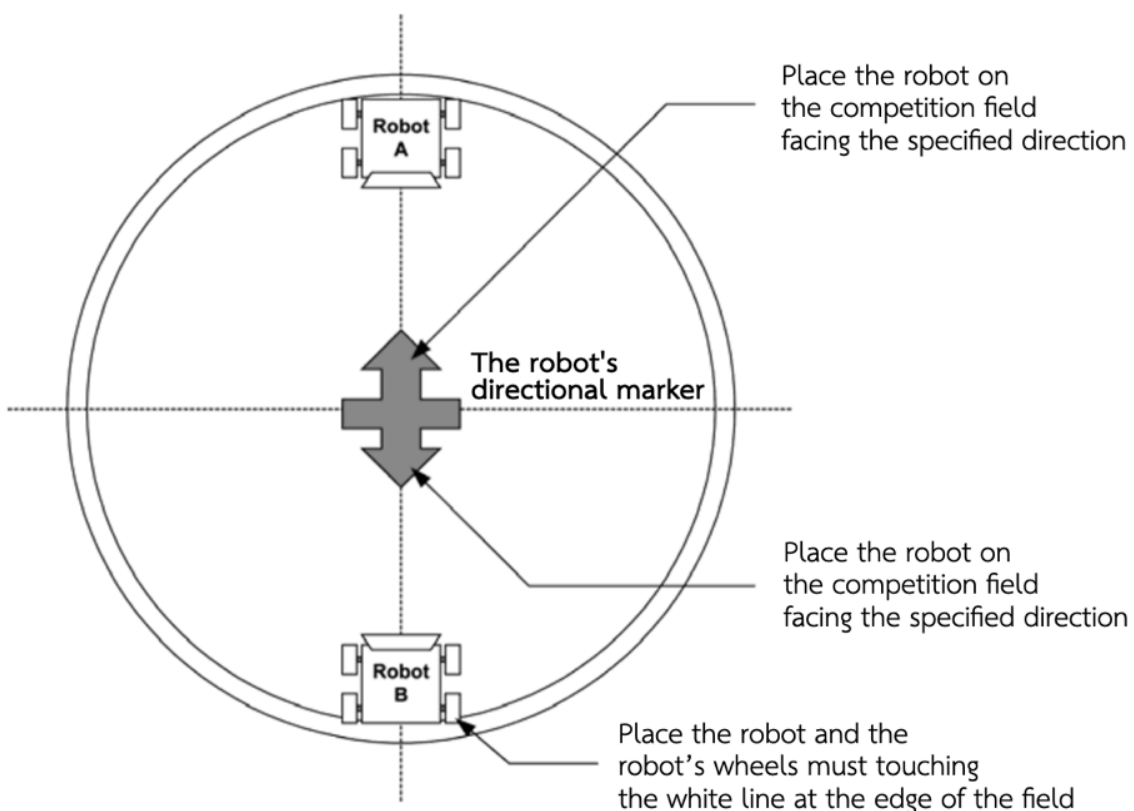 Place the robot on
the competition field
facing the specified direction
Robot
A
The robot's
directional marker
Place the robot on
the competition field
facing the specified direction
Robot
B
Place the robot and the
robot’s wheels must touching
the white line at the edge of the field